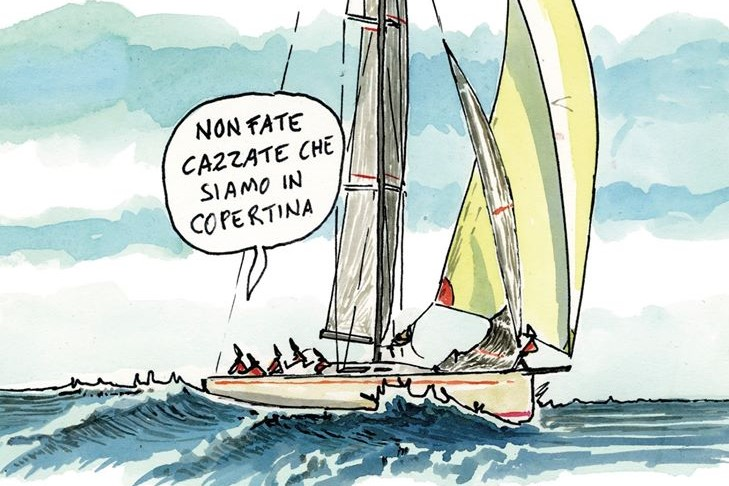 NON FATE
CAZZATE CHE
SIAMO IN
COPERTINA